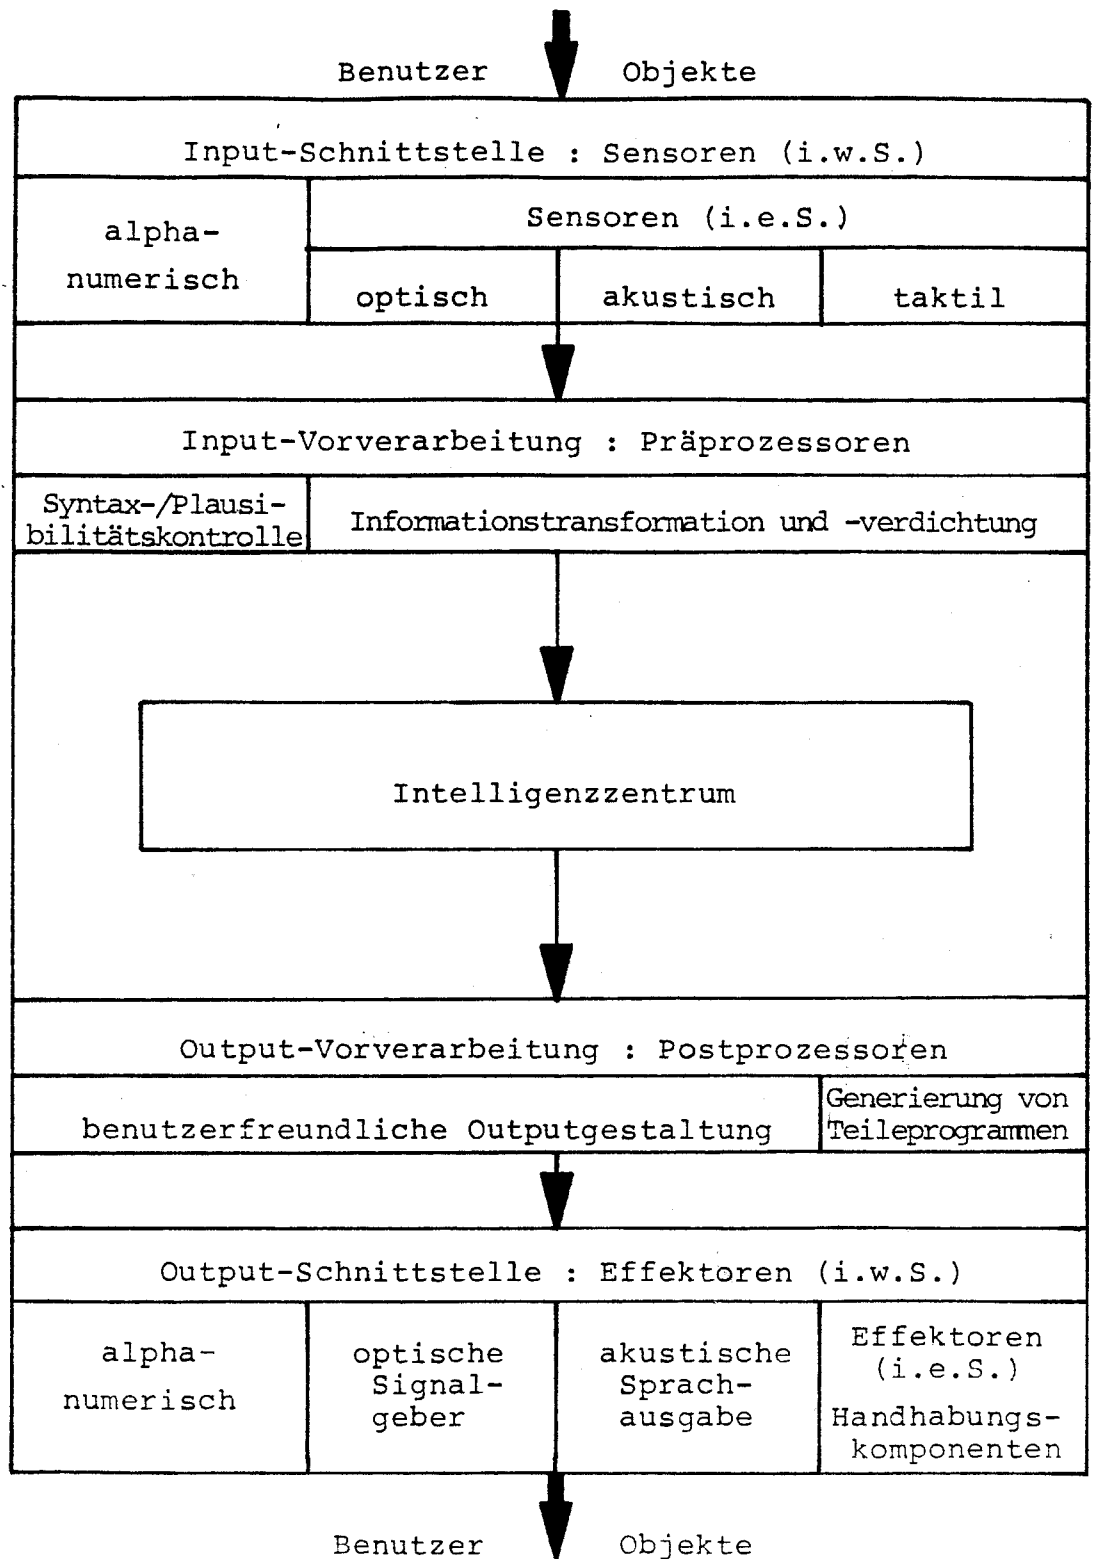 Benutzer Objekte
Input-Schnittstelle : Sensoren (i.w.S.)
alpha-
numerisch
Sensoren (i.e.S.)
optisch
akustisch
taktil
Input-Vorverarbeitung : Präprozessoren
Syntax-/Plausi-
bilitätskontrolle
Informationstransformation und -verdichtung
Intelligenzzentrum
Output-Vorverarbeitung : Postprozessoren
benutzerfreundliche Outputgestaltung
Generierung von
Teileprogrammen
Output-Schnittstelle : Effektoren (i.w.S.)
alpha-
numerisch
optische
Signal-
geber
akustische
Sprach-
ausgabe
Effektoren
(i.e.S.)
Handhabungs-
komponenten
Benutzer Objekte